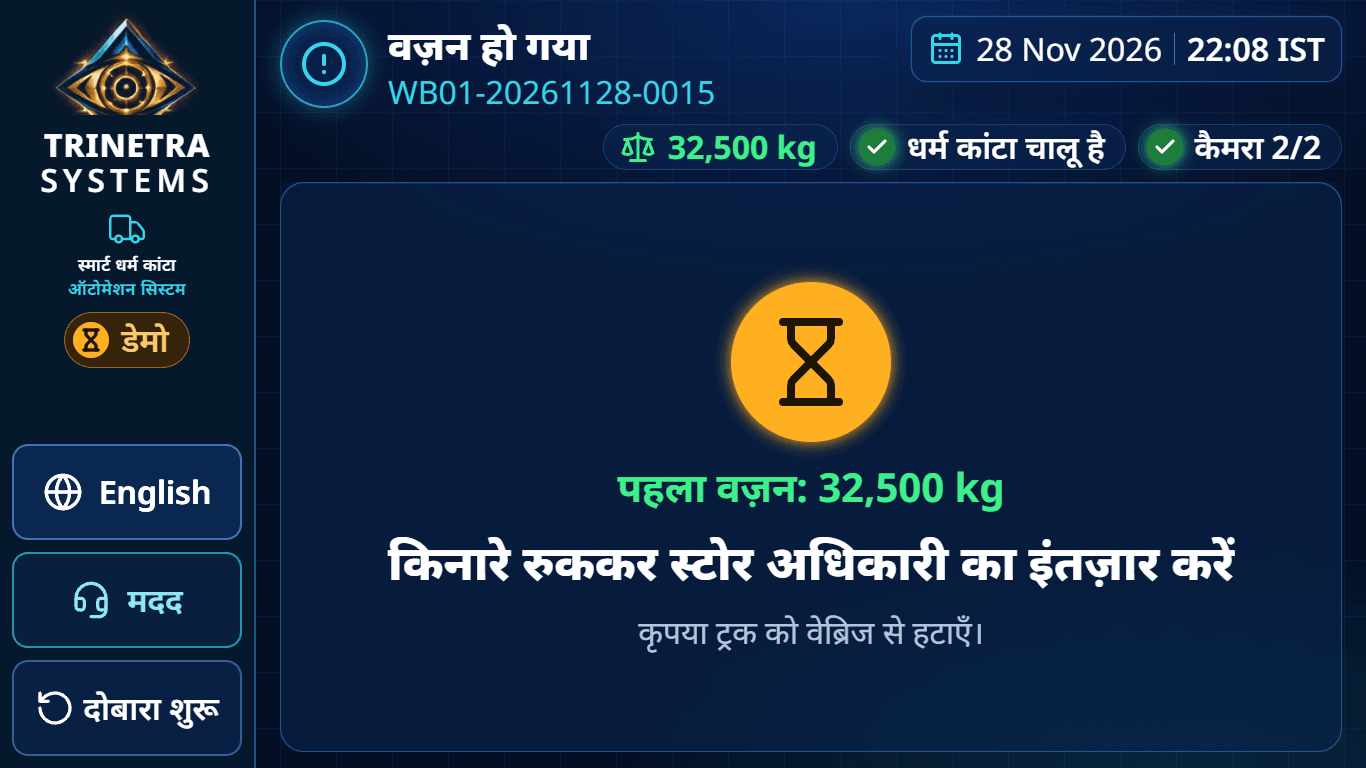 TRINETRA
SYSTEMS
स्मार्ट धर्म कांटा
ऑटोमेशन सिस्टम
डेमो
English
मदद
दोबारा शुरू
वज़न हो गया
WB01-20261128-0015
28 Nov 2026 22:08 IST
32,500 kg धर्म कांटा चालू है कैमरा 2/2
पहला वज़न: 32,500 kg
किनारे रुककर स्टोर अधिकारी का इंतज़ार करें
कृपया ट्रक को वेब्रिज से हटाएँ।